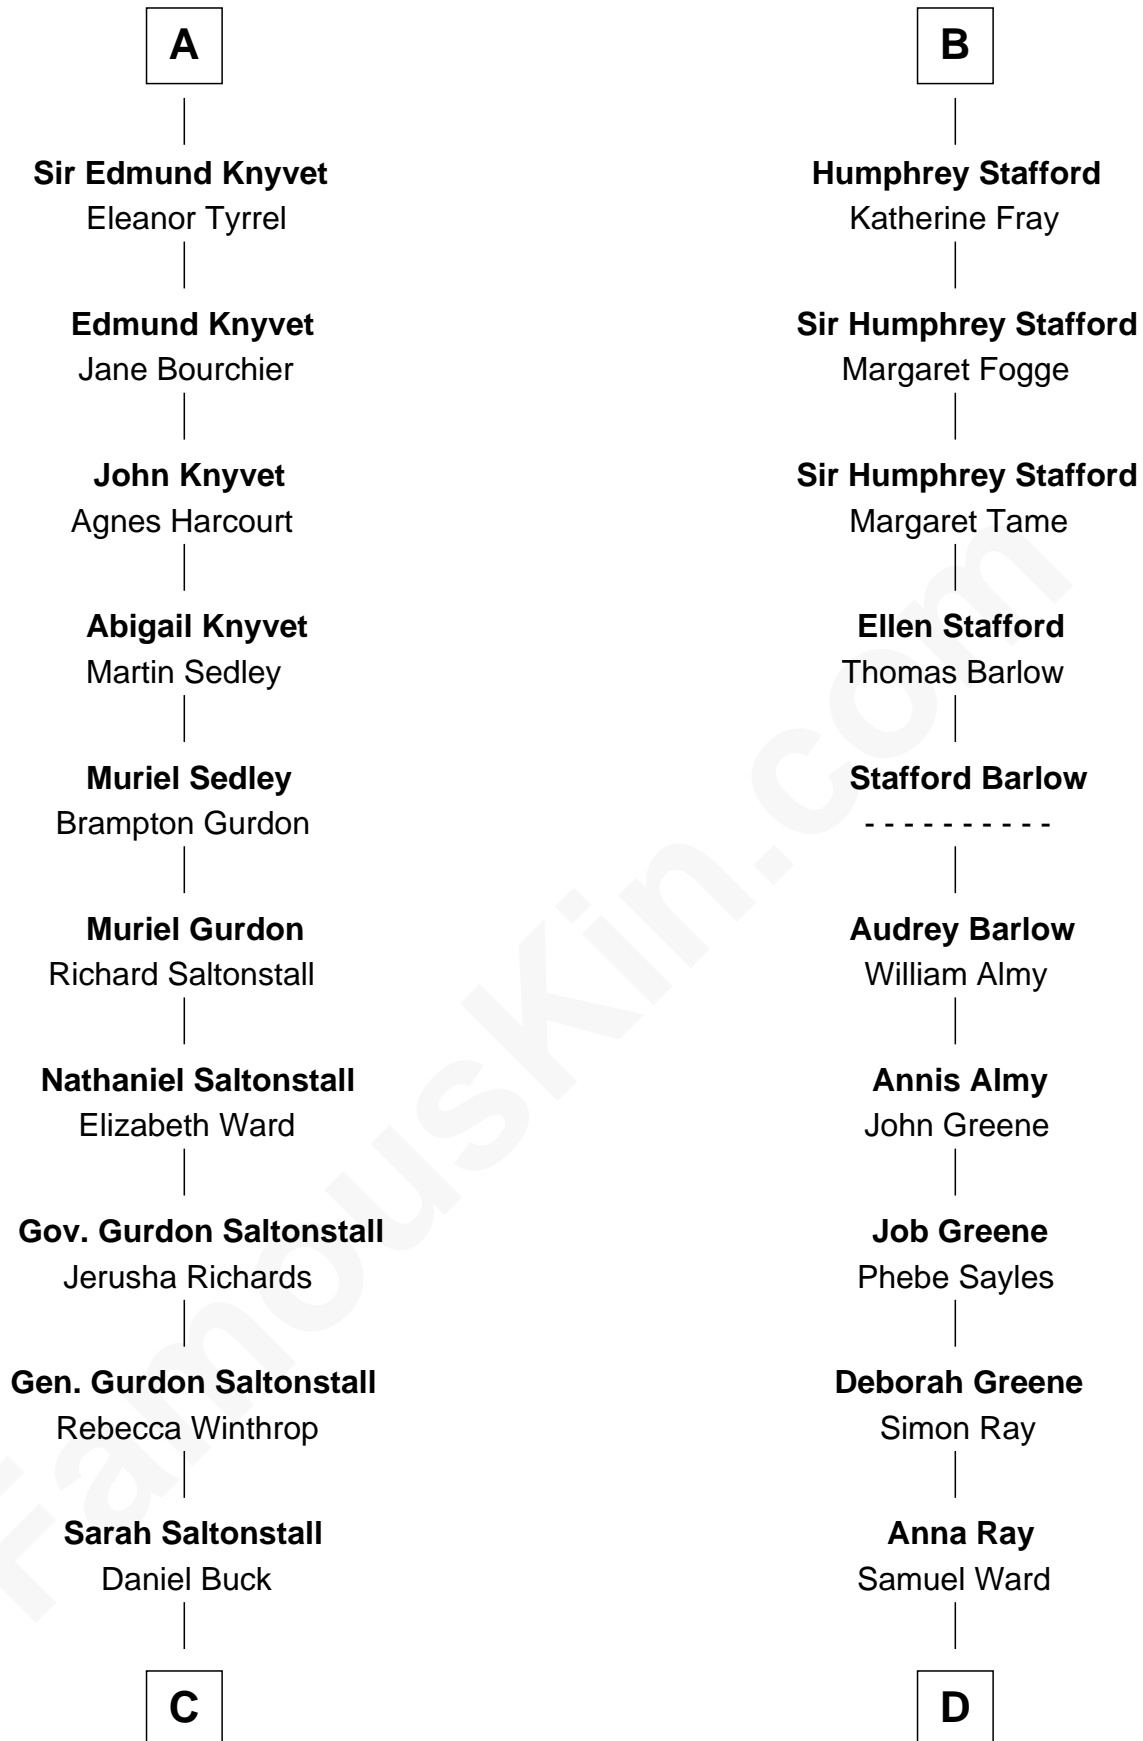 A
Sir Edmund Knyvet
Eleanor Tyrrel
Edmund Knyvet
Jane Bourchier
John Knyvet
Agnes Harcourt
Abigail Knyvet
Martin Sedley
Muriel Sedley
Brampton Gurdon
Muriel Gurdon
Richard Saltonstall
Nathaniel Saltonstall
Elizabeth Ward
Gov. Gurdon Saltonstall
Jerusha Richards
Gen. Gurdon Saltonstall
Rebecca Winthrop
Sarah Saltonstall
Daniel Buck
C
B
Humphrey Stafford
Katherine Fray
Sir Humphrey Stafford
Margaret Fogge
Sir Humphrey Stafford
Margaret Tame
Ellen Stafford
Thomas Barlow
Stafford Barlow
- - - - - - - - - -
Audrey Barlow
William Almy
Annis Almy
John Greene
Job Greene
Phebe Sayles
Deborah Greene
Simon Ray
Anna Ray
Samuel Ward
D
FamousKin.com